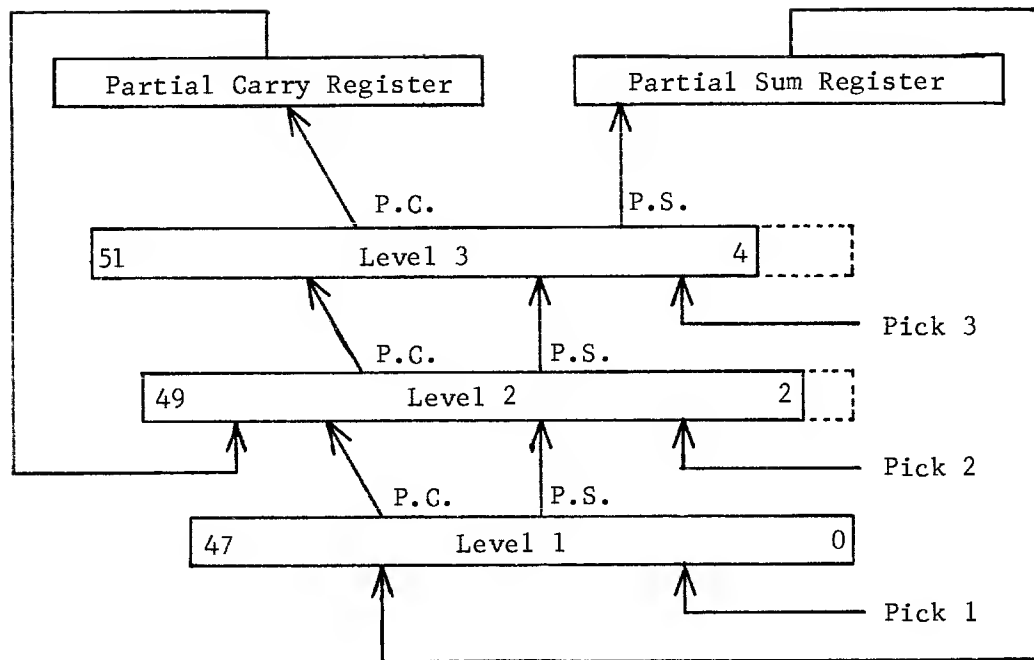 Partial Carry Register
Partial Sum Register
P.C.
P.S.
51
Level 3
4
Pick 3
P.C.
P.S.
49
Level 2
2
Pick 2
P.C.
P.S.
47
Level 1
0
Pick 1